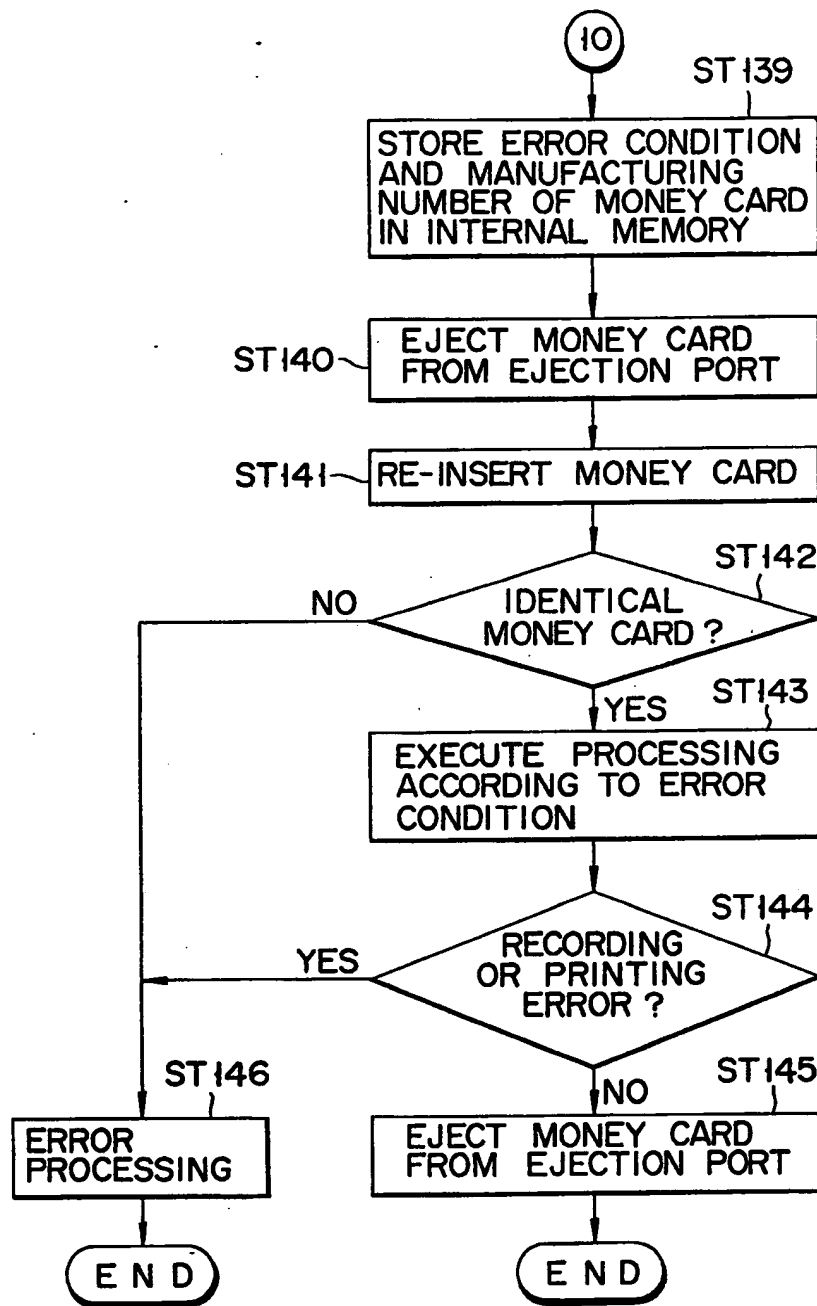 10
ST139
STORE ERROR CONDITION
AND MANUFACTURING
NUMBER OF MONEY CARD
IN INTERNAL MEMORY
ST140
EJECT MONEY CARD
FROM EJECTION PORT
ST141
RE-INSERT MONEY CARD
ST142
IDENTICAL
MONEY CARD?
NO
YES
ST143
EXECUTE PROCESSING
ACCORDING TO ERROR
CONDITION
ST144
RECORDING
OR PRINTING
ERROR?
YES
NO
ST146
ERROR
PROCESSING
ST145
EJECT MONEY CARD
FROM EJECTION PORT
END
END